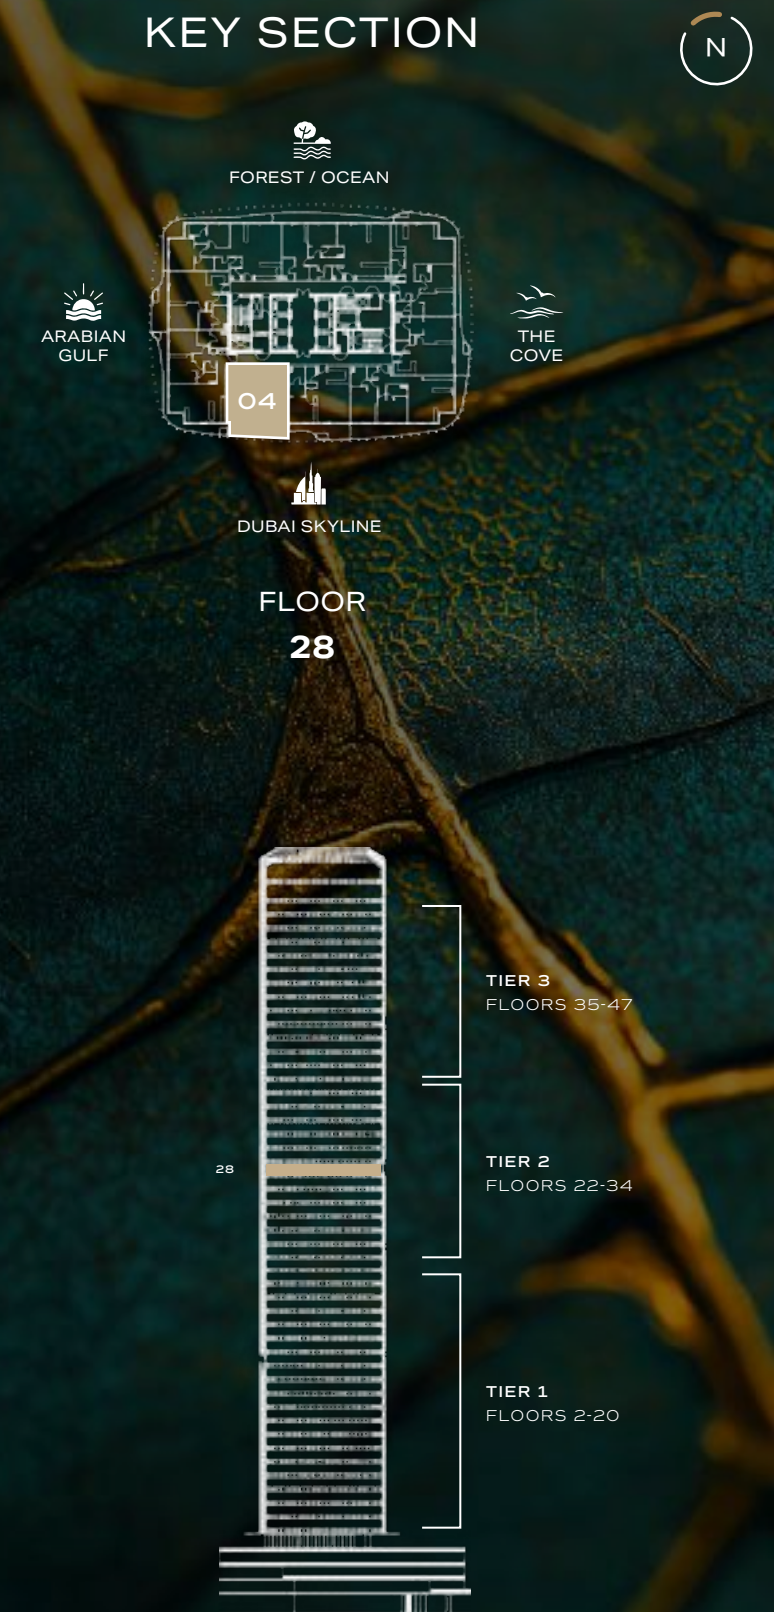 KEY SECTION
N
FOREST / OCEAN
ARABIAN
GULF
THE
COVE
04
DUBAI SKYLINE
FLOOR
28
TIER 3
FLOORS 35-47
28
TIER 2
FLOORS 22-34
TIER 1
FLOORS 2-20